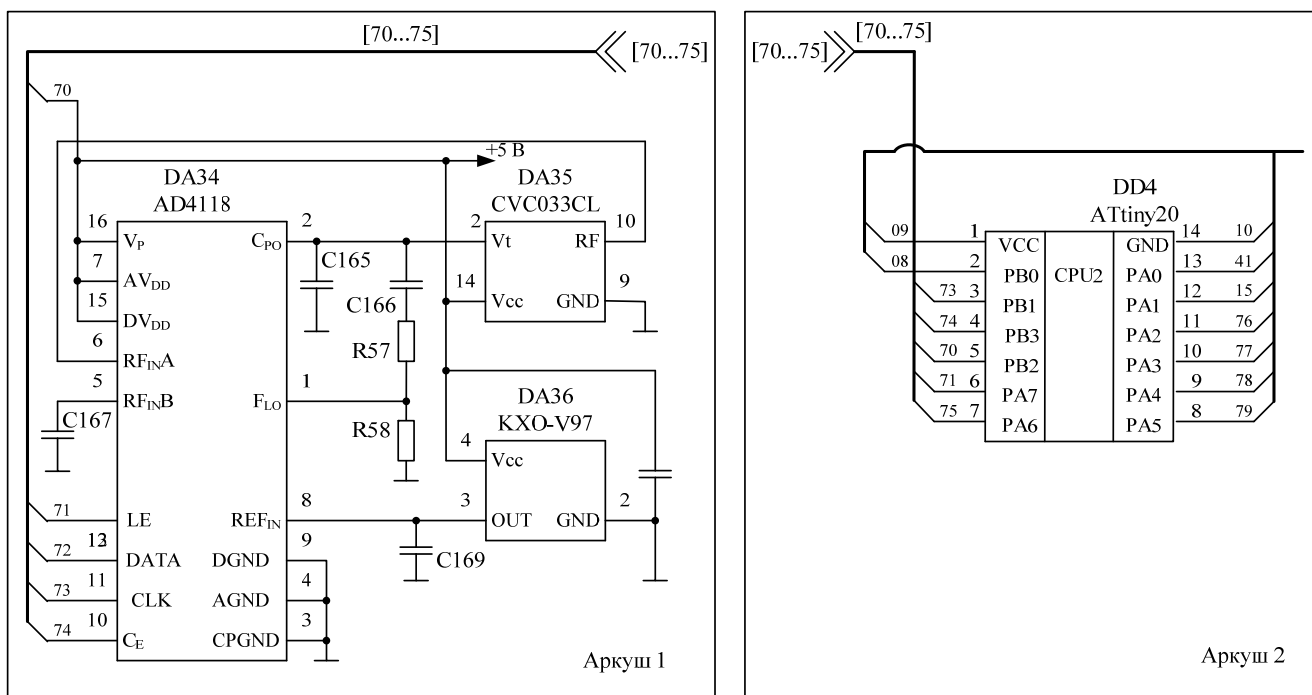 [70...75]
[70...75]
70
+5 В
DA34
AD4118
DA35
CVC033CL
16
VP
2
CPO
2
Vt
RF
10
7
AVDD
C165
C166
14
Vcc
GND
9
15
DVDD
6
RFINA
R57
5
RFINB
1
FLO
C167
R58
DA36
KXO-V97
4
Vcc
71
LE
8
REFIN
3
OUT
GND
2
72
DATA
9
DGND
C169
73
11
CLK
4
AGND
74
10
CE
3
CPGND
Аркуш 1
[70...75]
[70...75]
DD4
ATtiny20
CPU2
09
1
VCC
GND
14
10
08
2
PB0
PA0
13
41
73
3
PB1
PA1
12
15
74
4
PB3
PA2
11
76
70
5
PB2
PA3
10
77
71
6
PA7
PA4
9
78
75
7
PA6
PA5
8
79
Аркуш 2